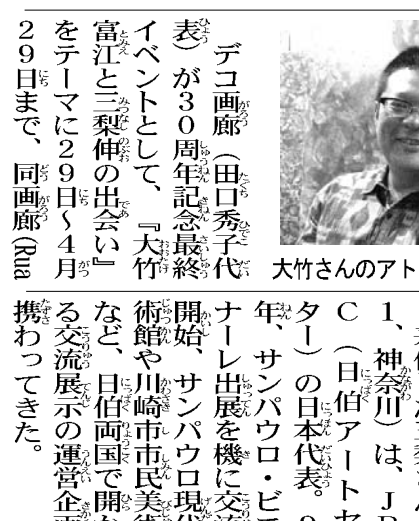 デコ画廊（田口秀子代
表）が30周年記念最終
イベントとして、『大竹
富江と三梨伸の出会い』
をテーマに29日～4月
29日まで、同画廊(Rua
大竹さんのアト
1、神奈川）は、J
C（日伯アートセ
ター）の日本代表。
年、サンパウロ・ビ
ナーレ出展を機に交流
開始、サンパウロ現代
術館や川崎市市民美術
など、日伯両国で開か
る交流展示の運営企画
携わってきた。